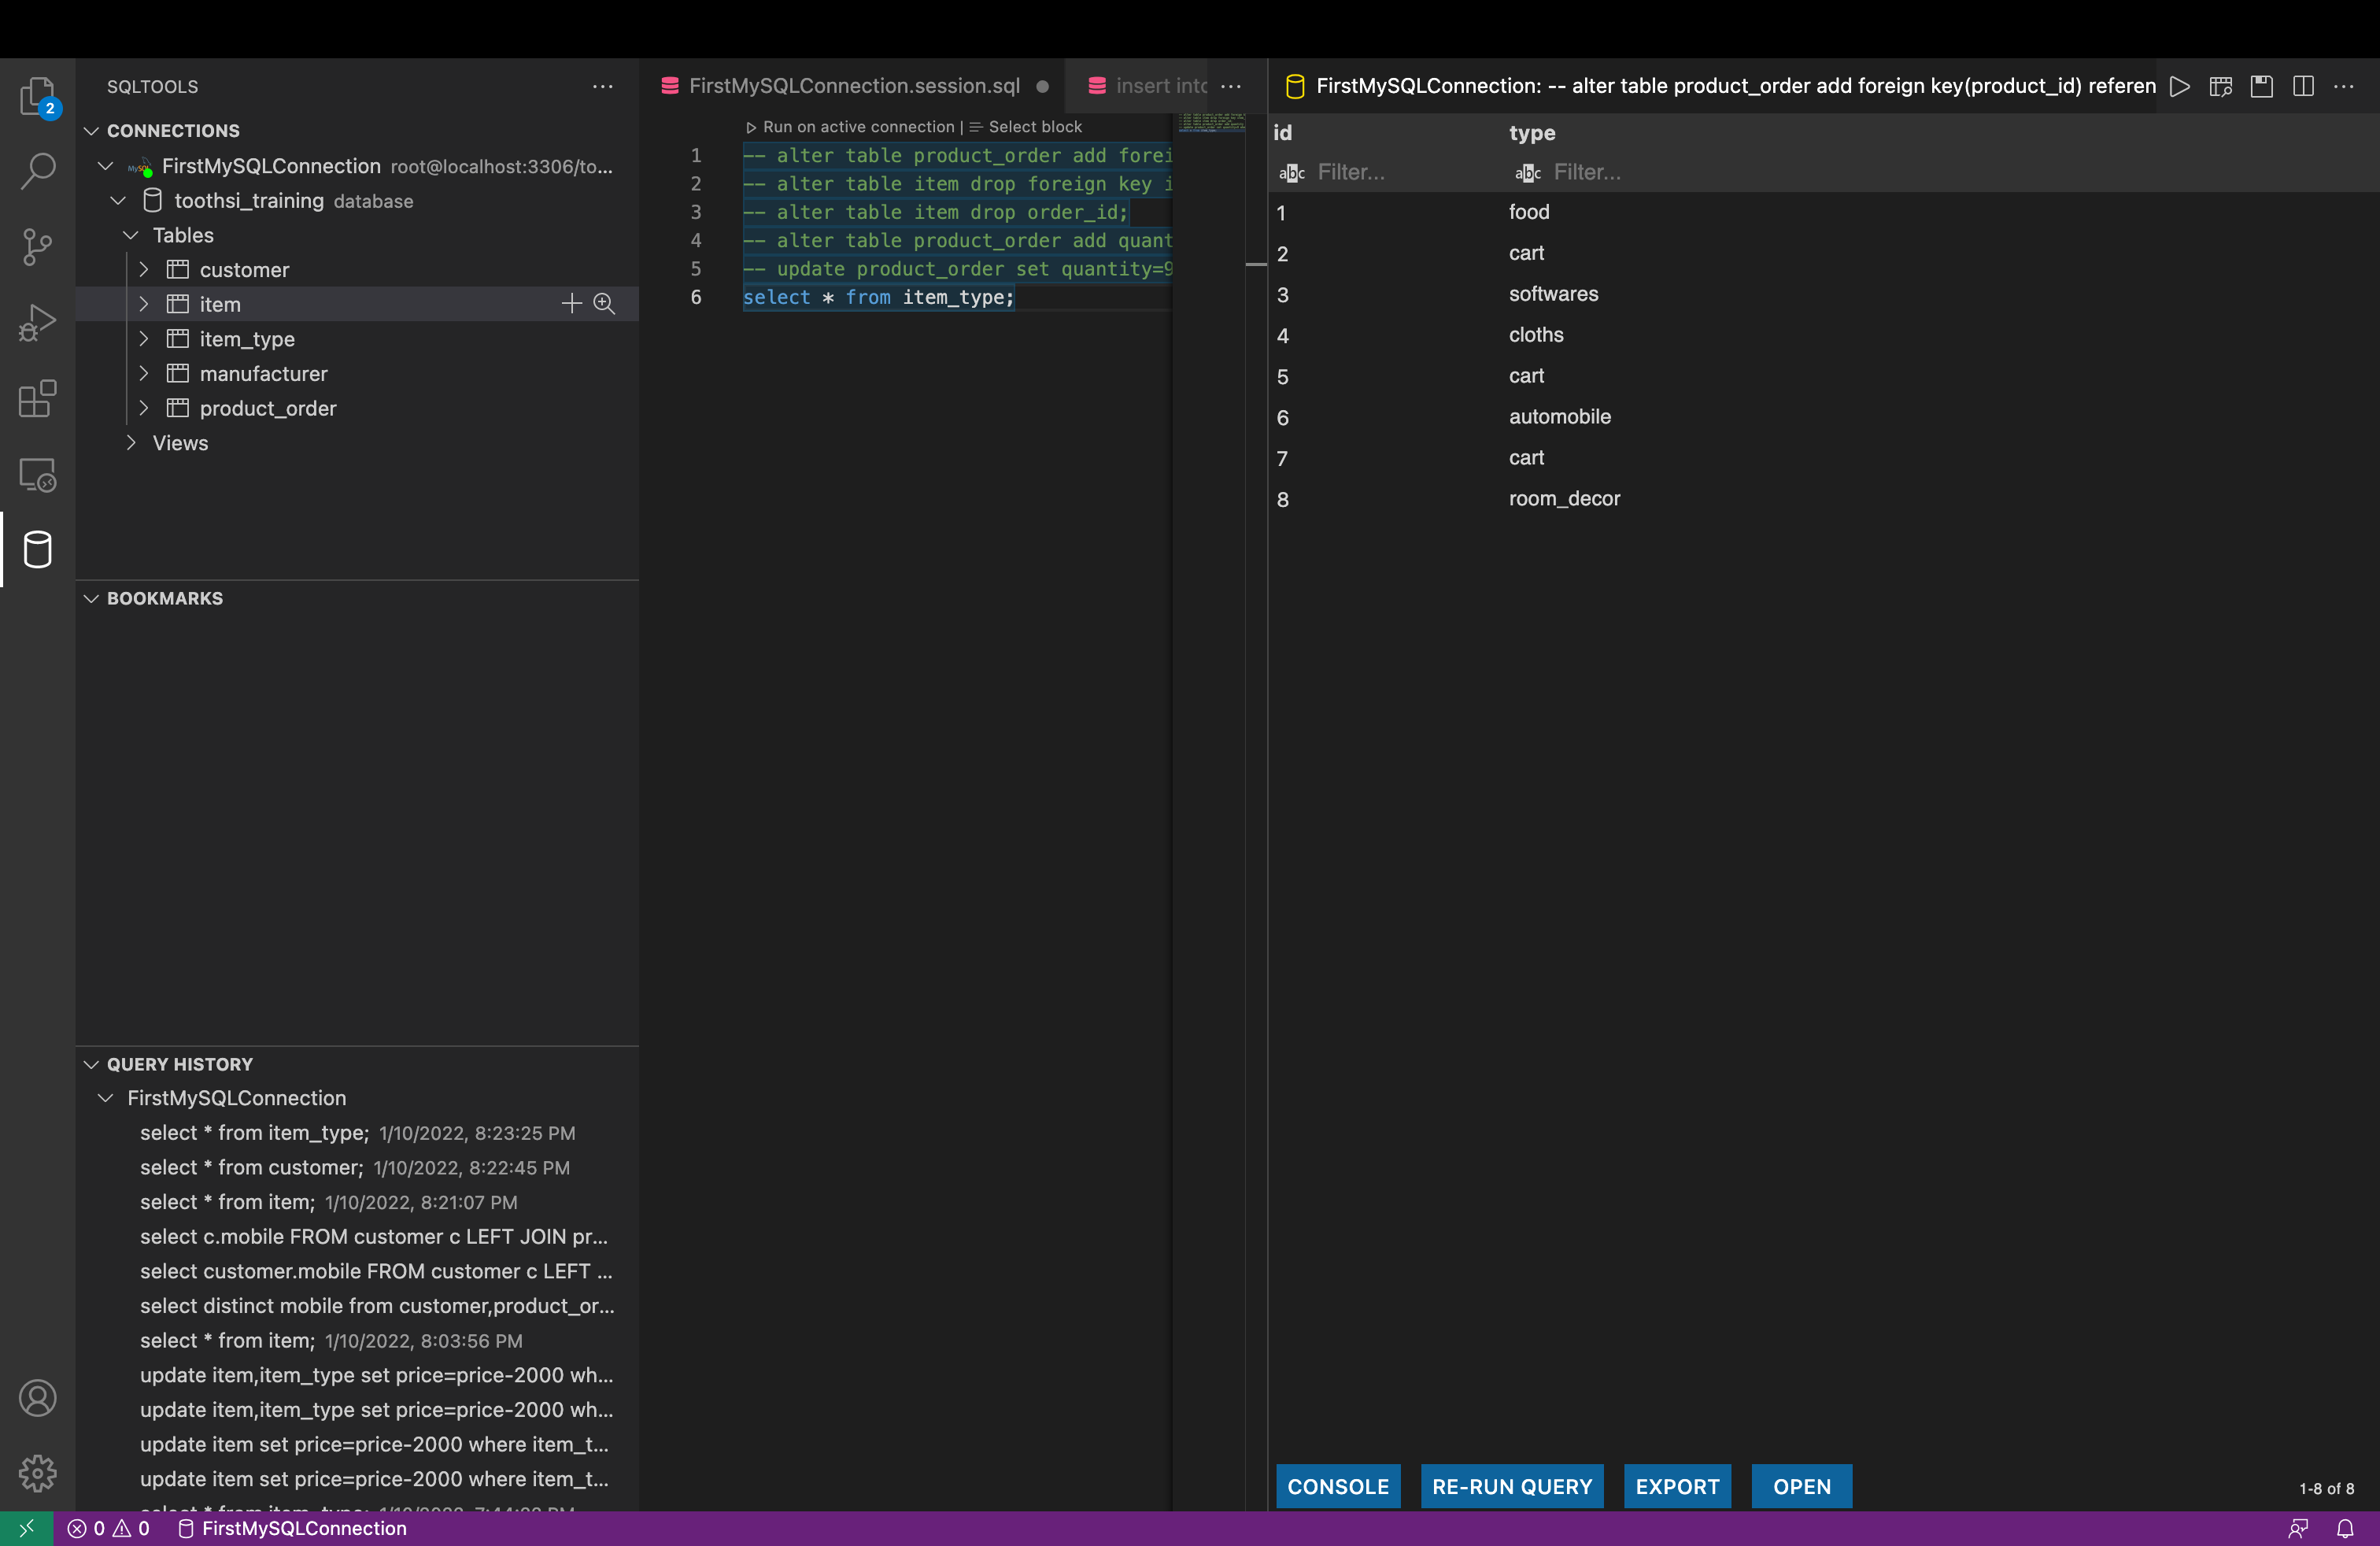 SQLTOOLS
CONNECTIONS
FirstMySQLConnection root@localhost:3306/to...
toothsi_training database
Tables
customer
item
item_type
manufacturer
product_order
Views
BOOKMARKS
QUERY HISTORY
FirstMySQLConnection
select * from item_type; 1/10/2022, 8:23:25 PM
select * from customer; 1/10/2022, 8:22:45 PM
select * from item; 1/10/2022, 8:21:07 PM
select c.mobile FROM customer c LEFT JOIN pr...
select customer.mobile FROM customer c LEFT ...
select distinct mobile from customer,product_or...
select * from item; 1/10/2022, 8:03:56 PM
update item,item_type set price=price-2000 wh...
update item,item_type set price=price-2000 wh...
update item set price=price-2000 where item_t...
update item set price=price-2000 where item_t...
FirstMySQLConnection.session.sql
insert into
Run on active connection | Select block
1 -- alter table product_order add forei
2 -- alter table item drop foreign key i
3 -- alter table item drop order_id;
4 -- alter table product_order add quant
5 -- update product_order set quantity=9
6 select * from item_type;
FirstMySQLConnection: -- alter table product_order add foreign key(product_id) referen
id type
abc Filter... abc Filter...
1 food
2 cart
3 softwares
4 cloths
5 cart
6 automobile
7 cart
8 room_decor
CONSOLE RE-RUN QUERY EXPORT OPEN
1-8 of 8
2
0 0 FirstMySQLConnection